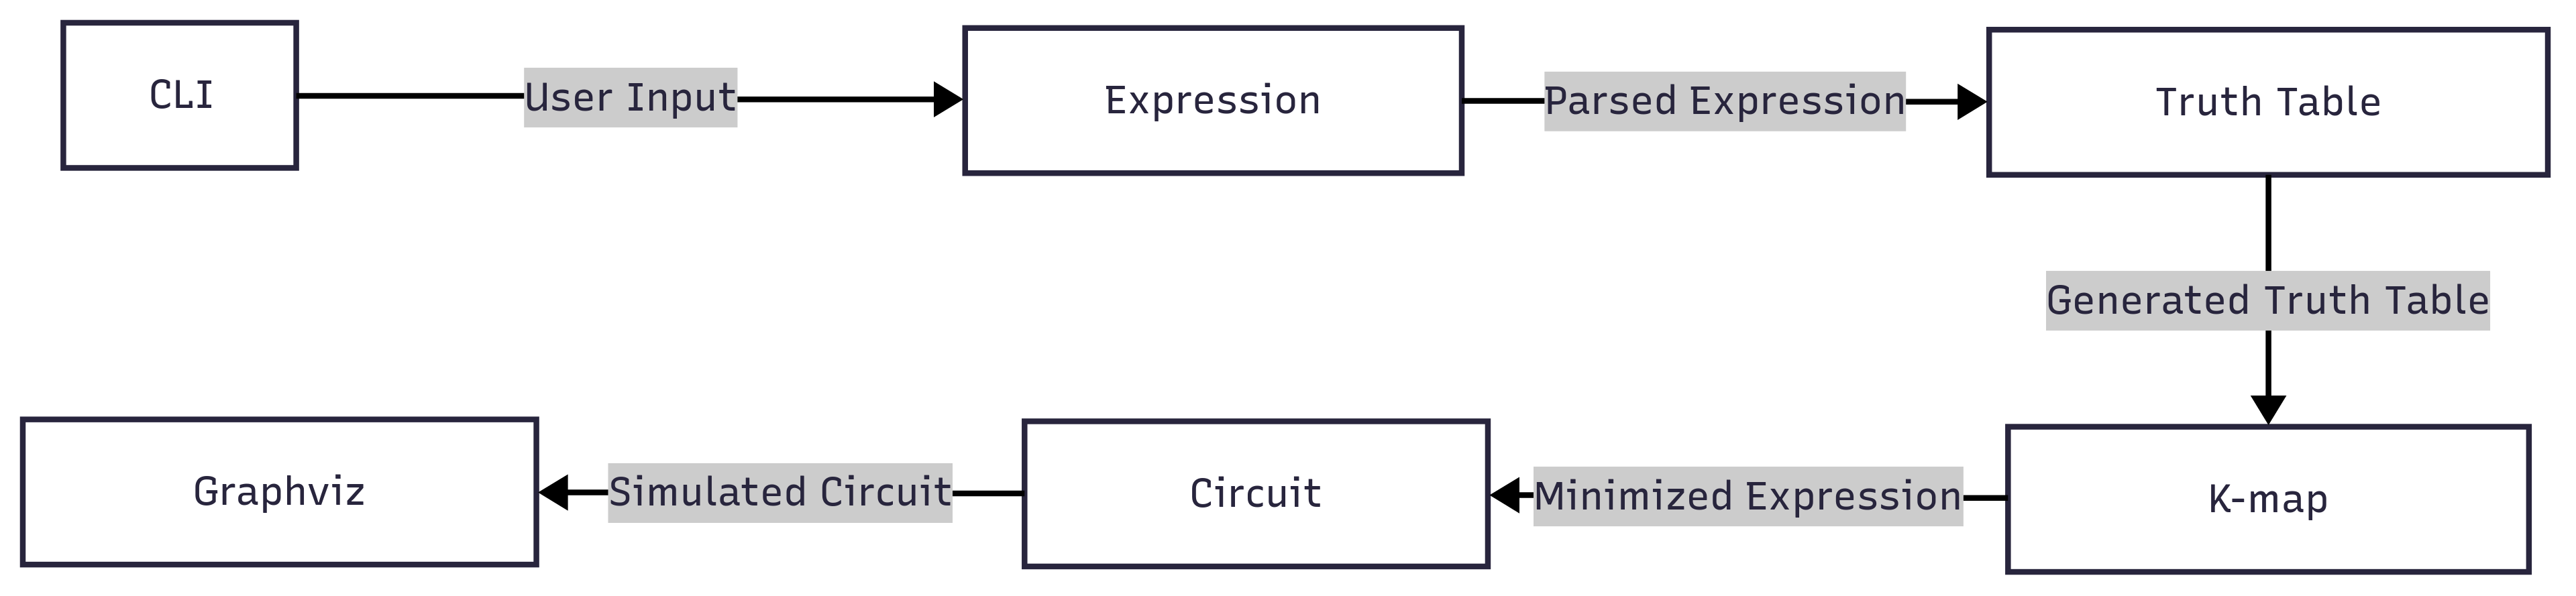 CLI
User Input
Expression
Parsed Expression
Truth Table
Generated Truth Table
Graphviz
Simulated Circuit
Circuit
Minimized Expression
K-map